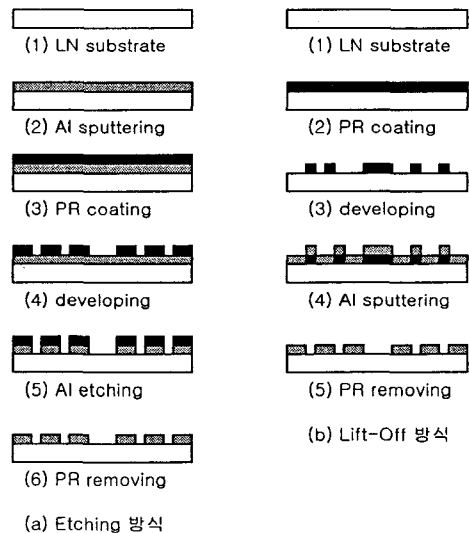 (1) LN substrate
(2) Al sputtering
(3) PR coating
(4) developing
(5) Al etching
(6) PR removing
(a) Etching 방식
(1) LN substrate
(2) PR coating
(3) developing
(4) Al sputtering
(5) PR removing
(b) Lift-Off 방식